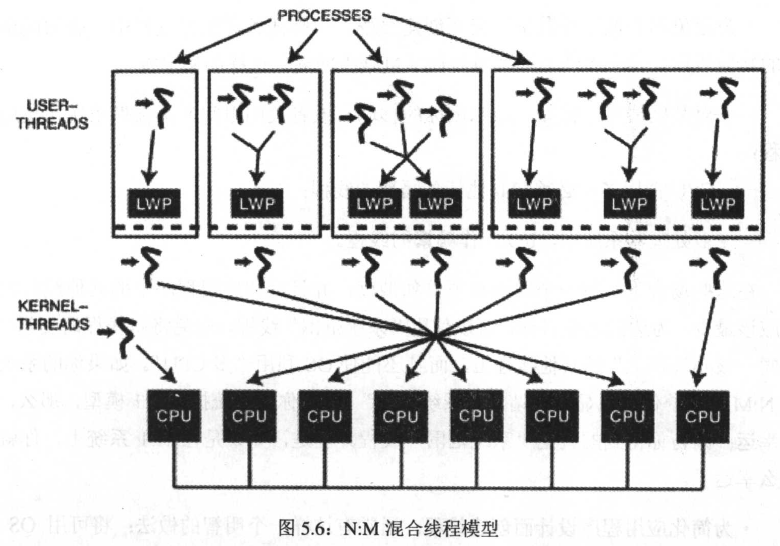 PROCESSES
USER-
THREADS
LWP LWP LWP LWP LWP LWP LWP
KERNEL-
THREADS
CPU CPU CPU CPU CPU CPU CPU CPU
图5.6：N:M 混合线程模型